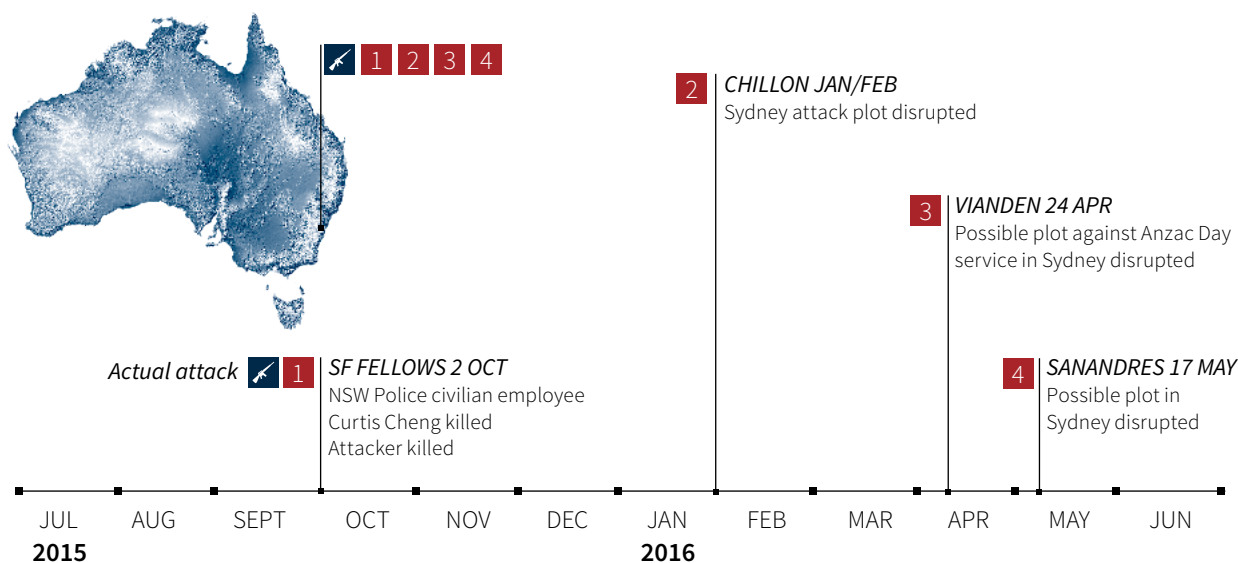 1 2 3 4
2 CHILLON JAN/FEB
Sydney attack plot disrupted
3 VIANDEN 24 APR
Possible plot against Anzac Day
service in Sydney disrupted
Actual attack 1 SF FELLOWS 2 OCT
NSW Police civilian employee
Curtis Cheng killed
Attacker killed
4 SANANDRES 17 MAY
Possible plot in
Sydney disrupted
JUL AUG SEPT OCT NOV DEC JAN FEB MAR APR MAY JUN
2015 2016